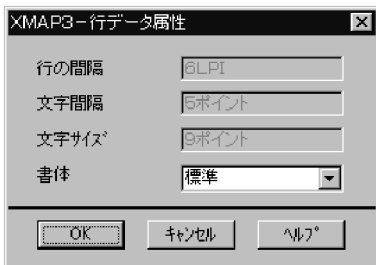 XMAP3－行データ属性
行の間隔 6LPI
文字間隔 5ポイント
文字ｻｲｽﾞ 9ポイント
書体 標準
OK ｷｬﾝｾﾙ ﾍﾙﾌﾟ